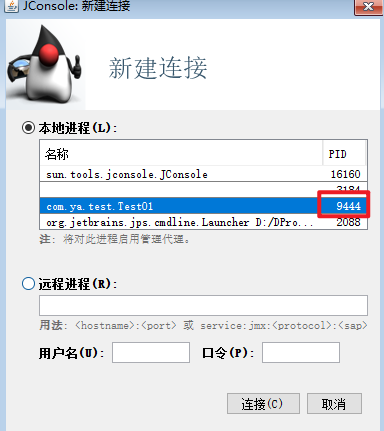 JConsole: 新建连接
新建连接
本地进程(L):
名称 PID
sun.tools.jconsole.JConsole 16160
3184
com.ya.test.Test01 9444
org.jetbrains.jps.cmdline.Launcher D:/DPro... 2088
注: 将对此进程启用管理代理。
远程进程(R):
用法: <hostname>:<port> 或 service:jmx:<protocol>:<sap>
用户名(U): 口令(P):
连接(C) 取消